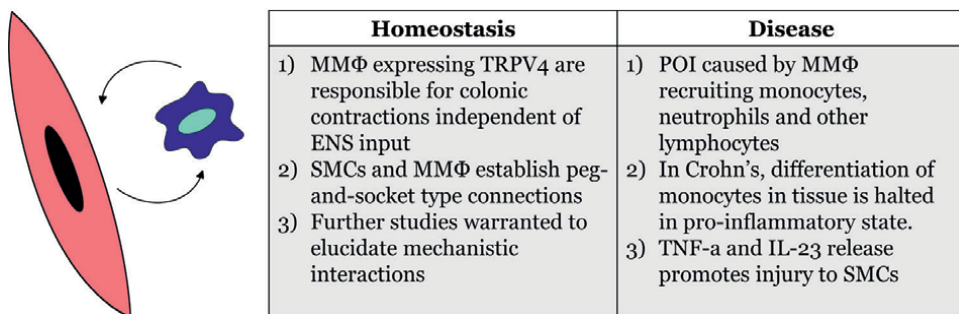 Homeostasis
1) MMΦ expressing TRPV4 are
responsible for colonic
contractions independent of
ENS input
2) SMCs and MMΦ establish peg-
and-socket type connections
3) Further studies warranted to
elucidate mechanistic
interactions
Disease
1) POI caused by MMΦ
recruiting monocytes,
neutrophils and other
lymphocytes
2) In Crohn’s, differentiation of
monocytes in tissue is halted
in pro-inflammatory state.
3) TNF-a and IL-23 release
promotes injury to SMCs